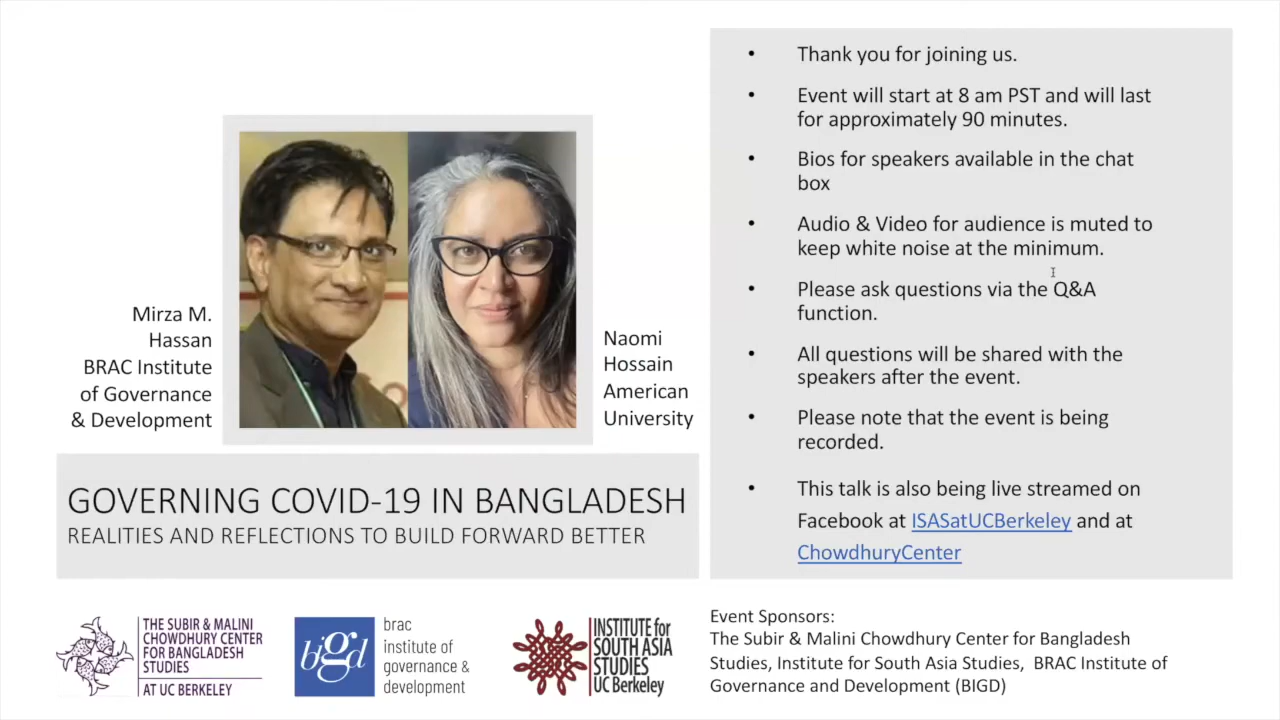 Mirza M.
Hassan
BRAC Institute
of Governance
& Development
Naomi
Hossain
American
University
GOVERNING COVID-19 IN BANGLADESH
REALITIES AND REFLECTIONS TO BUILD FORWARD BETTER
• Thank you for joining us.
• Event will start at 8 am PST and will last
for approximately 90 minutes.
• Bios for speakers available in the chat
box
• Audio & Video for audience is muted to
keep white noise at the minimum.
• Please ask questions via the Q&A
function.
• All questions will be shared with the
speakers after the event.
• Please note that the event is being
recorded.
• This talk is also being live streamed on
Facebook at ISASatUCBerkeley and at
ChowdhuryCenter
THE SUBIR & MALINI
CHOWDHURY CENTER
FOR BANGLADESH
STUDIES
AT UC BERKELEY
bigd
brac
institute of
governance &
development
INSTITUTE for
SOUTH ASIA
STUDIES
UC Berkeley
Event Sponsors:
The Subir & Malini Chowdhury Center for Bangladesh
Studies, Institute for South Asia Studies, BRAC Institute of
Governance and Development (BIGD)